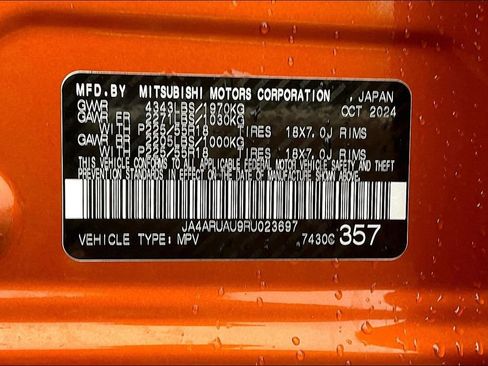 MFD.BY MITSUBISHI MOTORS CORPORATION , JAPAN
GWR 4343LBS/1970KG OCT 2024
GAWR FR 2271LBS/1030KG
WITH P225/55R18 TIRES 18X7.0J RIMS
GAWR RR 2205LBS/1000KG
WITH P225/55R18 TIRES 18X7.0J RIMS
THIS VEHICLE CONFORMS TO ALL APPLICABLE FEDERAL MOTOR VEHICLE SAFETY AND THEFT
PREVENTION STANDARDS IN EFFECT ON THE DATE OF MANUFACTURE SHOWN ABOVE.
JA4ARUAU9RU023697
VEHICLE TYPE: MPV 7430C 357